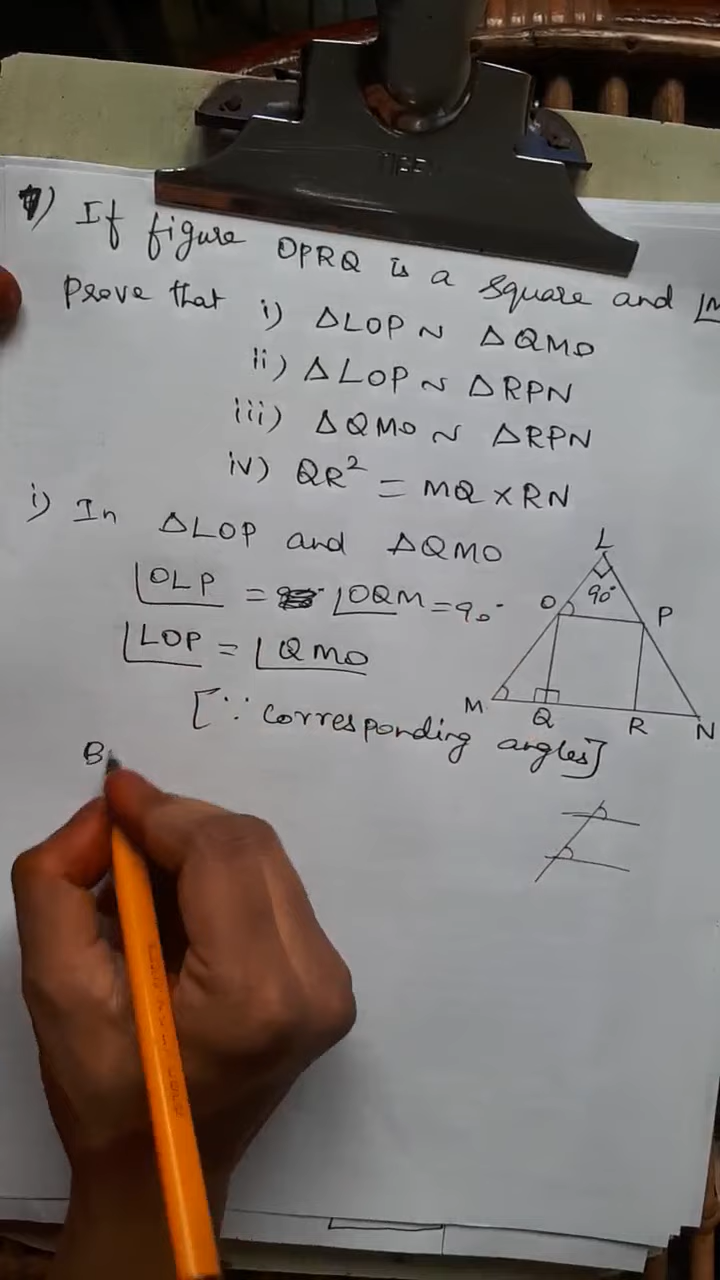 If figure OPRQ is a square and
Prove that i) ΔLOP ~ ΔQMO
ii) ΔLOP ~ ΔRPN
iii) ΔQMO ~ ΔRPN
iv) QR² = MQ × RN
i) In ΔLOP and ΔQMO
∠OLP = ∠OQM = 90°
∠LOP = ∠QMO
[∵ corresponding angles]
B
L
90°
O P
M Q R N